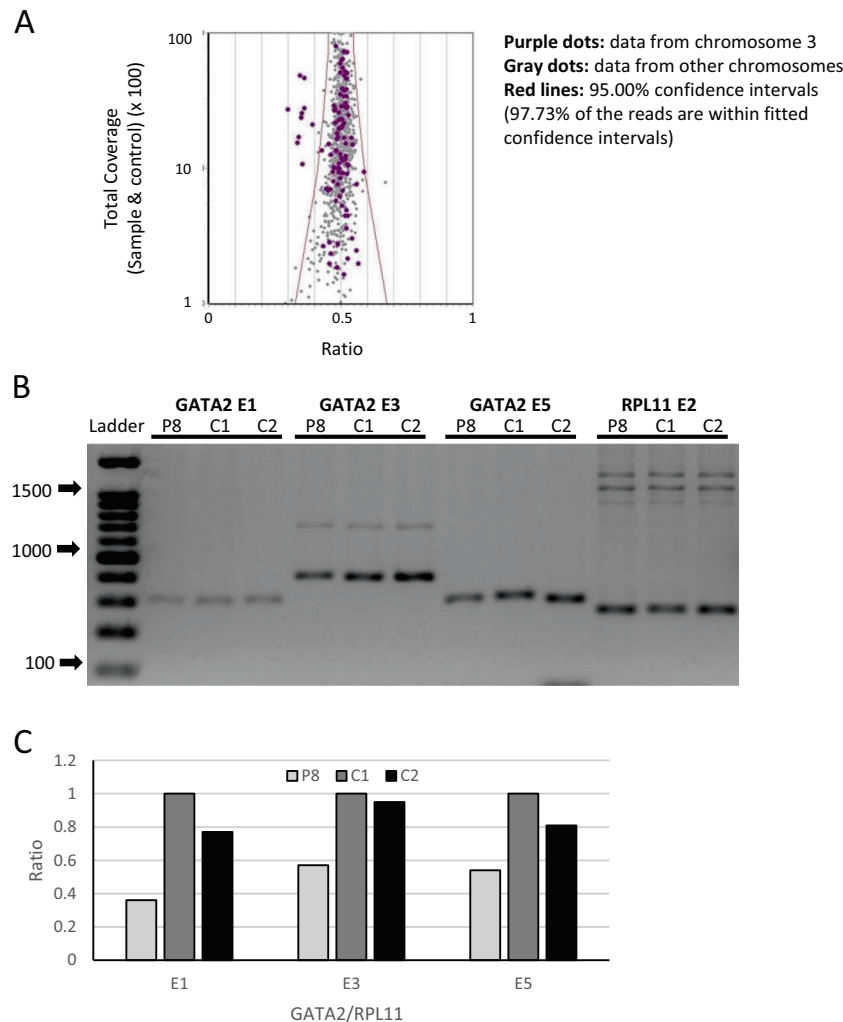 A
Total Coverage
(Sample & control) (x 100)
100
10
1
0
0.5
1
Ratio
Purple dots: data from chromosome 3
Gray dots: data from other chromosomes
Red lines: 95.00% confidence intervals
(97.73% of the reads are within fitted
confidence intervals)
B
GATA2 E1 GATA2 E3 GATA2 E5 RPL11 E2
Ladder P8 C1 C2 P8 C1 C2 P8 C1 C2 P8 C1 C2
1500
1000
100
C
1.2
1
0.8
0.6
0.4
0.2
0
Ratio
P8 C1 C2
E1 E3 E5
GATA2/RPL11